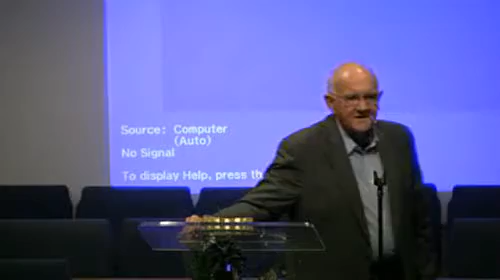 Source: Computer
(Auto)
No Signal
To display Help, press th